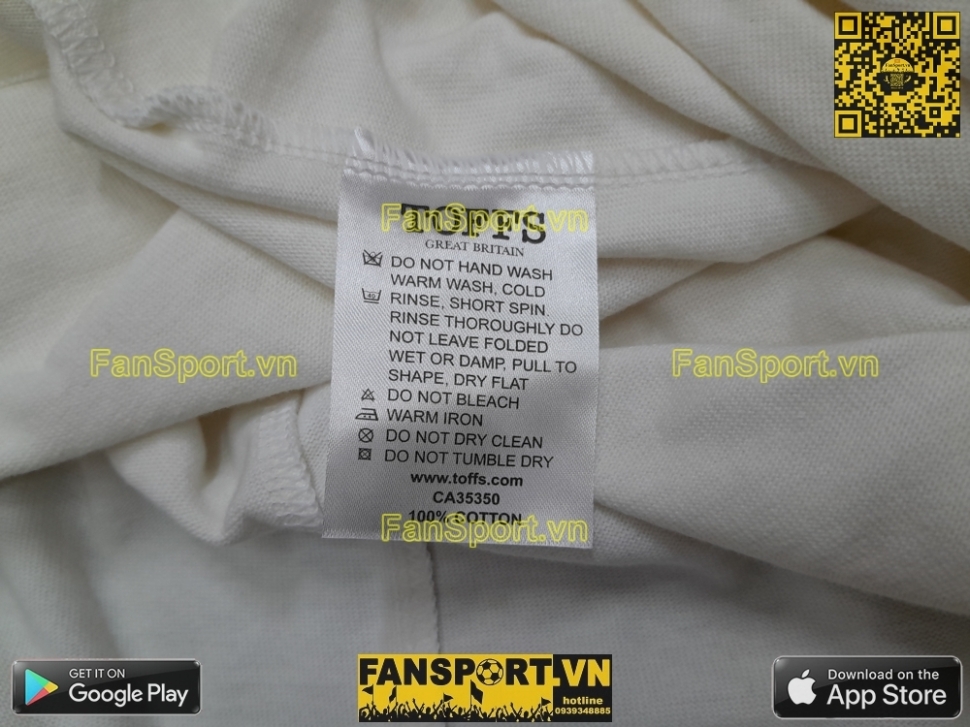 TOFFS
FanSport.vn
GREAT BRITAIN
DO NOT HAND WASH
WARM WASH, COLD
RINSE, SHORT SPIN.
RINSE THOROUGHLY DO
NOT LEAVE FOLDED
WET OR DAMP, PULL TO
SHAPE, DRY FLAT
DO NOT BLEACH
WARM IRON
DO NOT DRY CLEAN
DO NOT TUMBLE DRY
www.toffs.com
CA35350
100% COTTON
FanSport.vn
FanSport.vn
FanSport.vn
GET IT ON
Google Play
FANSPORT.VN
hotline
0939348885
Download on the
App Store